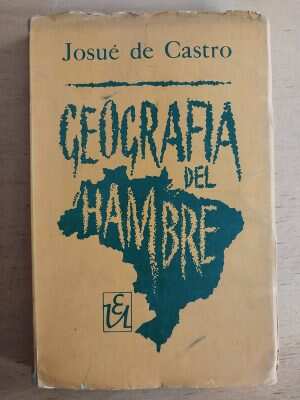 Josué de Castro
GEOGRAFIA
DEL
HAMBRE